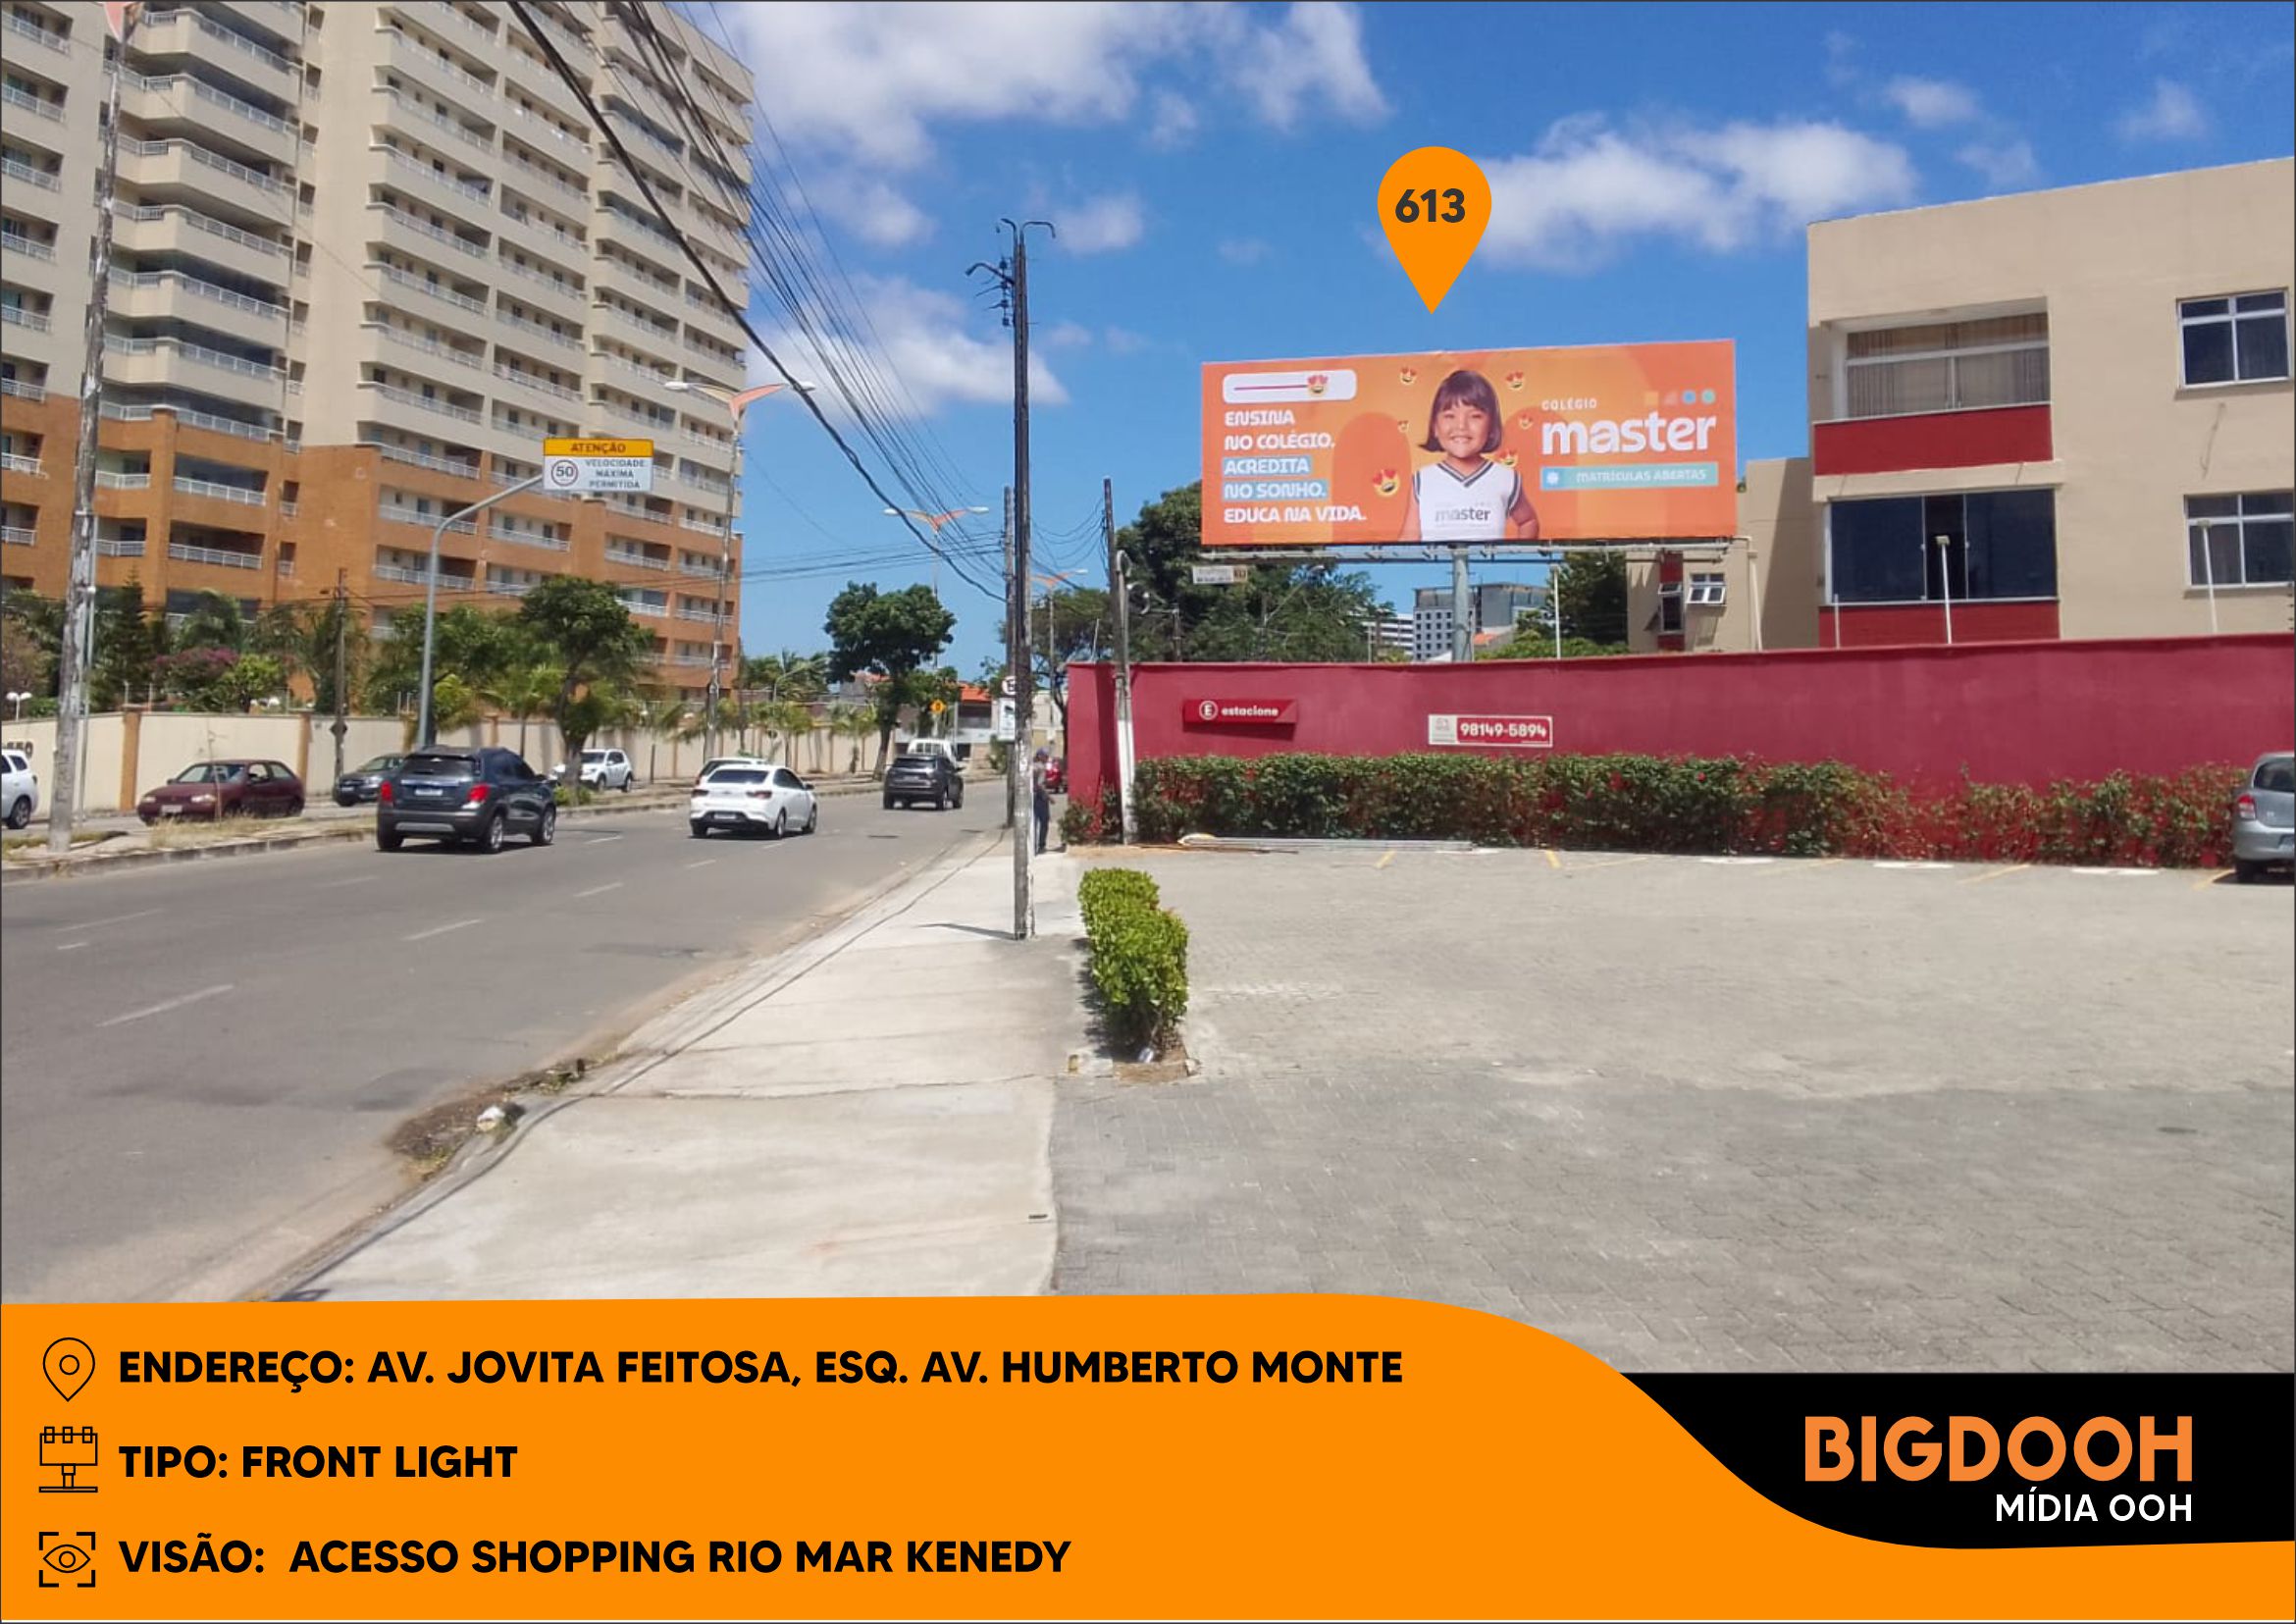 613
ATENÇÃO
50
VELOCIDADE
MÁXIMA
PERMITIDA
ENSINA
NO COLÉGIO,
ACREDITA
NO SONHO,
EDUCA NA VIDA.
COLÉGIO
master
MATRÍCULAS ABERTAS
master
E estacione
98149-5894
ENDEREÇO: AV. JOVITA FEITOSA, ESQ. AV. HUMBERTO MONTE
TIPO: FRONT LIGHT
VISÃO: ACESSO SHOPPING RIO MAR KENEDY
BIGDOOH
MÍDIA OOH